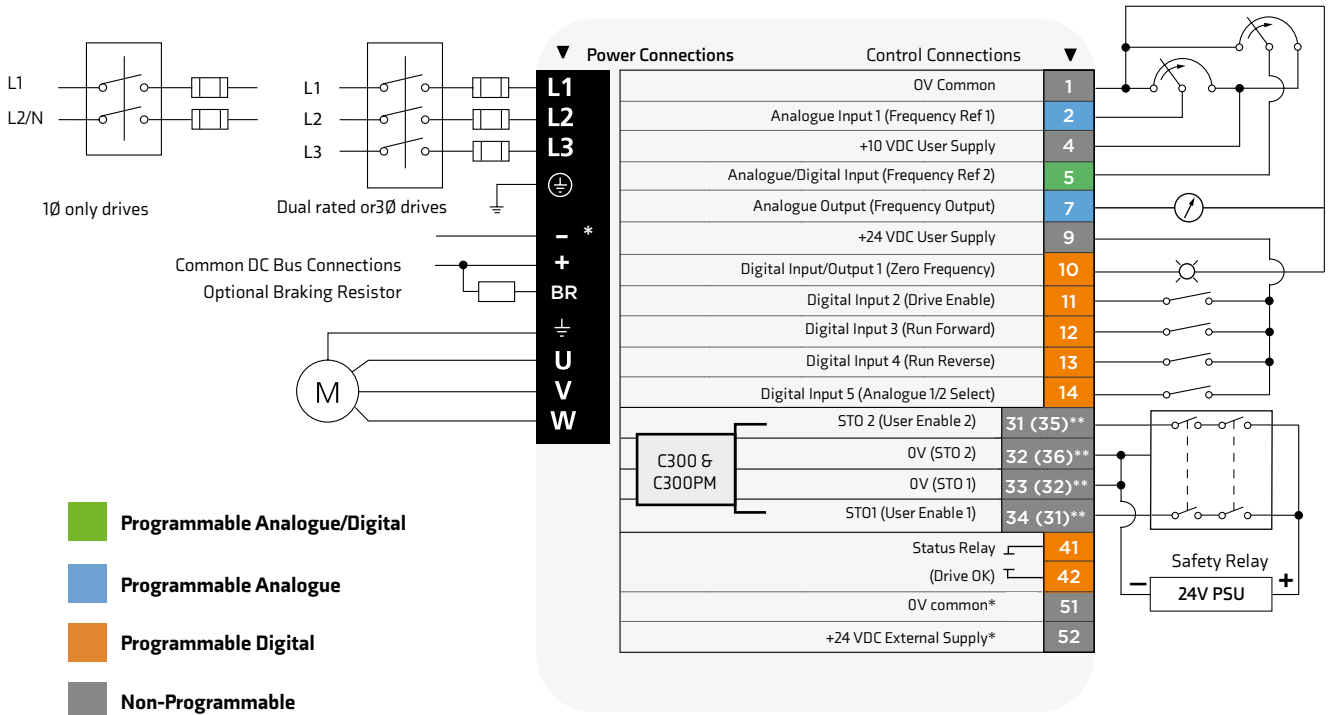 Power Connections
Control Connections
L1
L2/N
1Ø only drives
L1
L2
L3
Dual rated or3Ø drives
Common DC Bus Connections
Optional Braking Resistor
M
L1
L2
L3
– *
+
BR
U
V
W
0V Common 1
Analogue Input 1 (Frequency Ref 1) 2
+10 VDC User Supply 4
Analogue/Digital Input (Frequency Ref 2) 5
Analogue Output (Frequency Output) 7
+24 VDC User Supply 9
Digital Input/Output 1 (Zero Frequency) 10
Digital Input 2 (Drive Enable) 11
Digital Input 3 (Run Forward) 12
Digital Input 4 (Run Reverse) 13
Digital Input 5 (Analogue 1/2 Select) 14
C300 &
C300PM
STO 2 (User Enable 2) 31 (35)**
0V (STO 2) 32 (36)**
0V (STO 1) 33 (32)**
STO1 (User Enable 1) 34 (31)**
Status Relay 41
(Drive OK) 42
0V common* 51
+24 VDC External Supply* 52
Safety Relay
– 24V PSU +
Programmable Analogue/Digital
Programmable Analogue
Programmable Digital
Non-Programmable